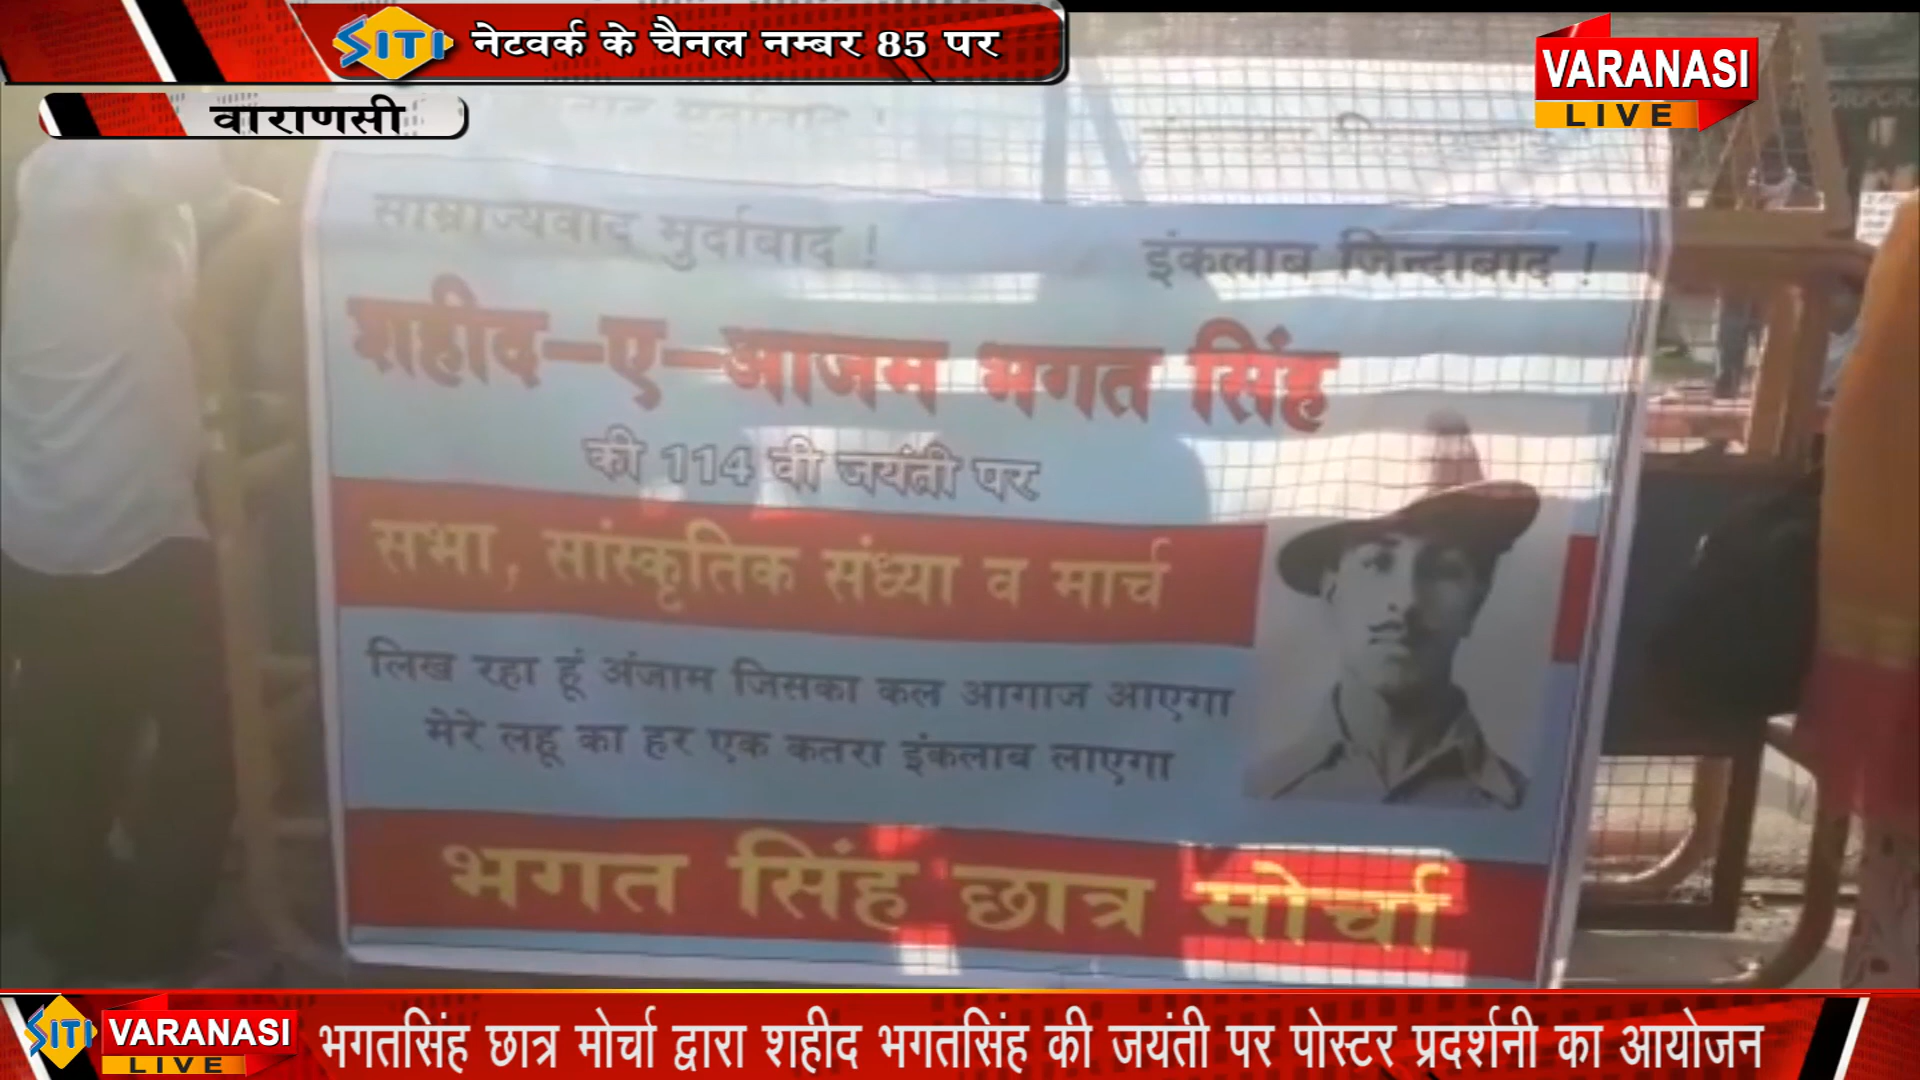 SITI नेटवर्क के चैनल नम्बर 85 पर
VARANASI
LIVE
वाराणसी
साम्राज्यवाद मुर्दाबाद !
इंकलाब जिन्दाबाद !
शहीद-ए-आजम भगत सिंह
की 114 वी जयंती पर
सभा, सांस्कृतिक संध्या व मार्च
लिख रहा हूं अंजाम जिसका कल आगाज आएगा
मेरे लहू का हर एक कतरा इंकलाब लाएगा
भगत सिंह छात्र मोर्चा
SITI VARANASI
LIVE
भगतसिंह छात्र मोर्चा द्वारा शहीद भगतसिंह की जयंती पर पोस्टर प्रदर्शनी का आयोजन